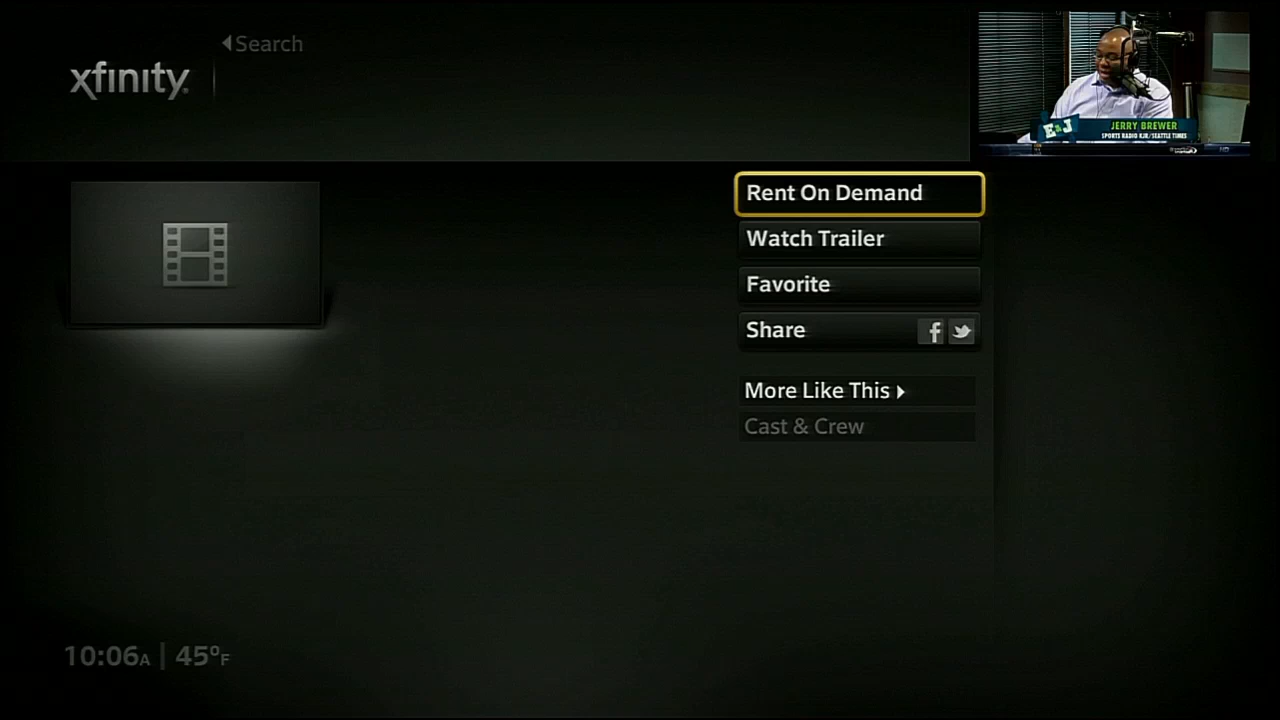 Search
xfinity
E&J
JERRY BREWER
SPORTS RADIO KJR/SEATTLE TIMES
Rent On Demand
Watch Trailer
Favorite
Share
More Like This
Cast & Crew
10:06A | 45°F